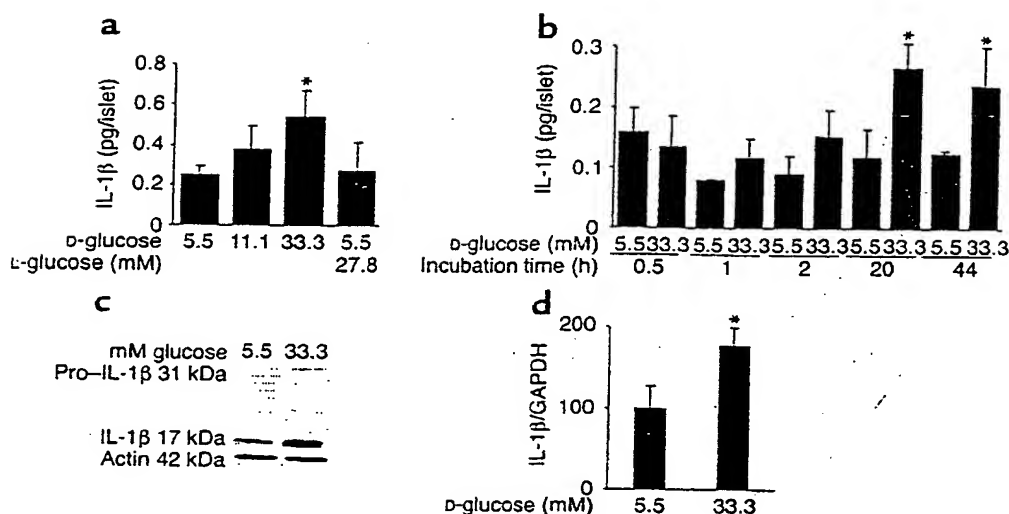 a
IL-1β (pg/islet)
0.8
0.6
0.4
0.2
0
*
D-glucose 5.5 11.1 33.3 5.5
L-glucose (mM) 27.8
b
IL-1β (pg/islet)
0.3
0.2
0.1
0
* *
D-glucose (mM) 5.5 33.3 5.5 33.3 5.5 33.3 5.5 33.3 5.5 33.3
Incubation time (h) 0.5 1 2 20 44
c
mM glucose 5.5 33.3
Pro–IL-1β 31 kDa
IL-1β 17 kDa
Actin 42 kDa
d
IL-1β/GAPDH
200
100
0
*
D-glucose (mM) 5.5 33.3